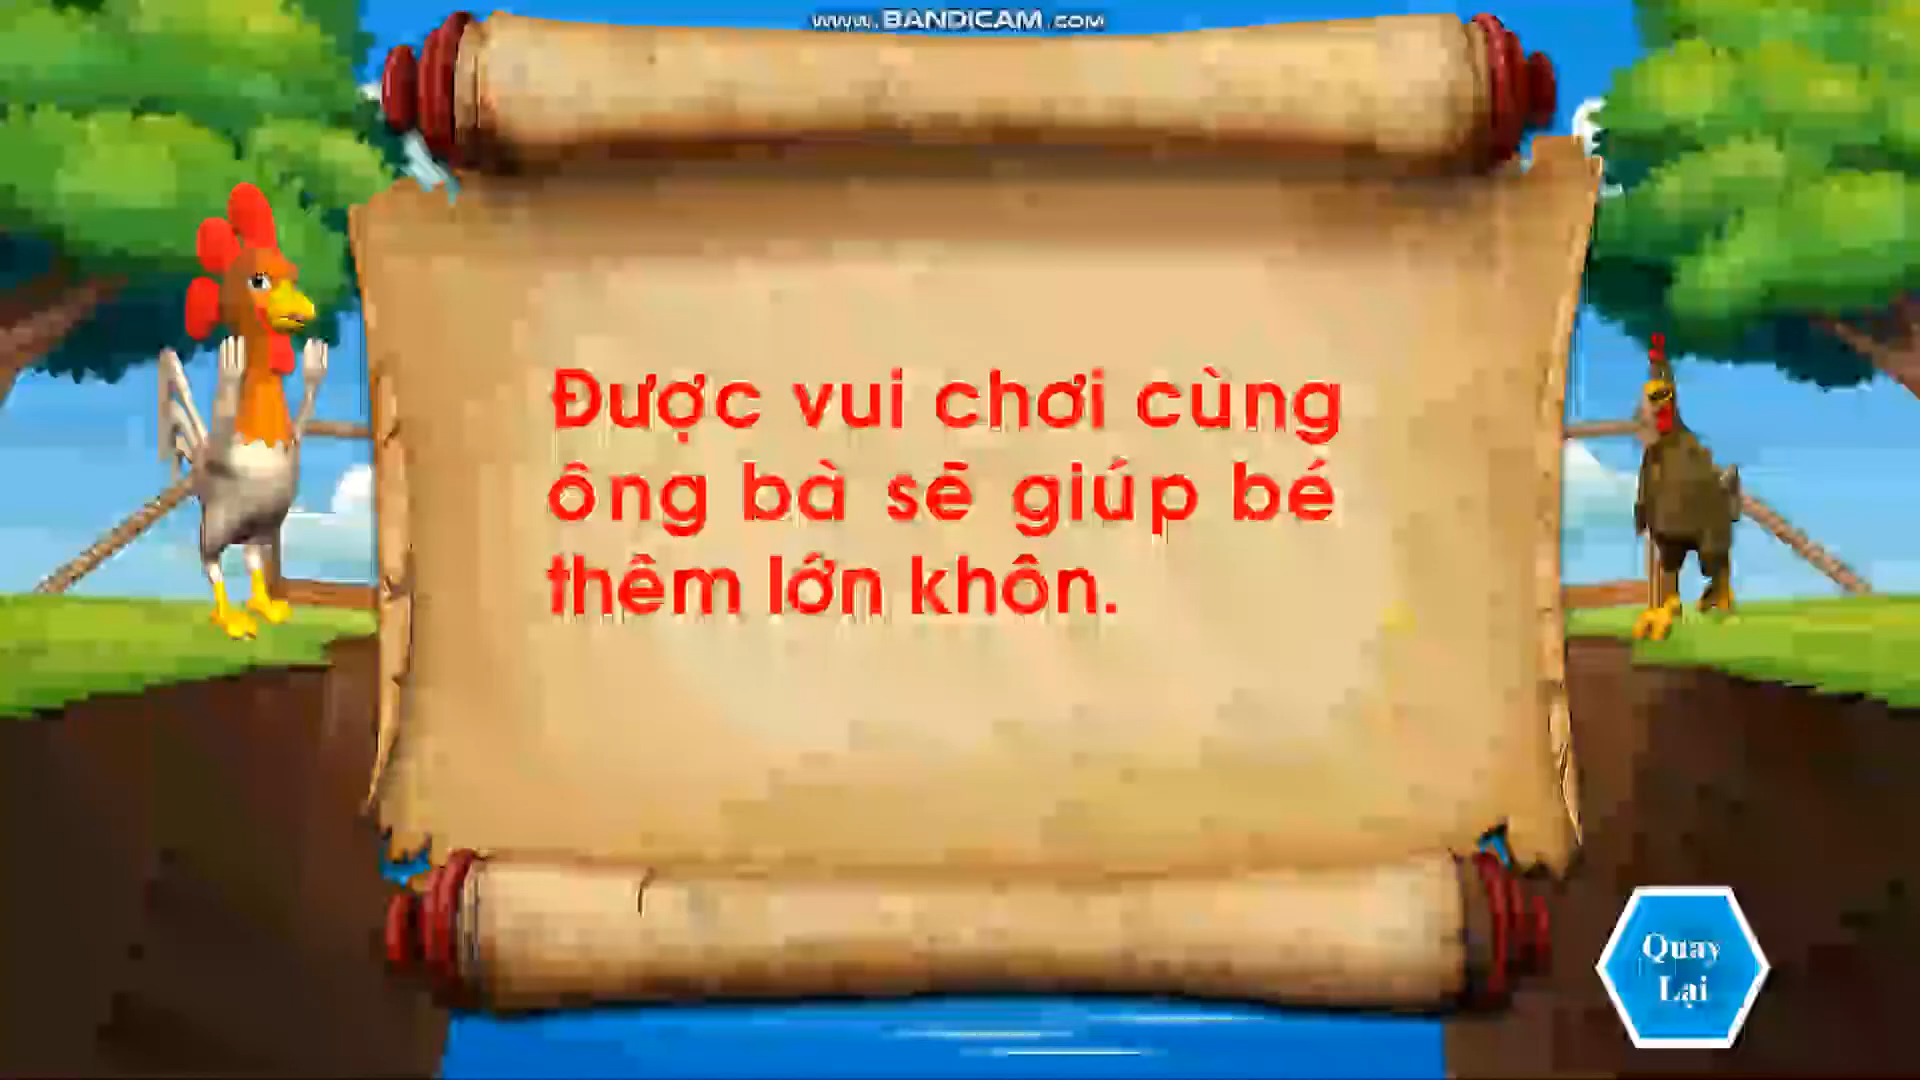 www.BANDICAM.com
Được vui chơi cùng
ông bà sẽ giúp bé
thêm lớn khôn.
Quay
Lại